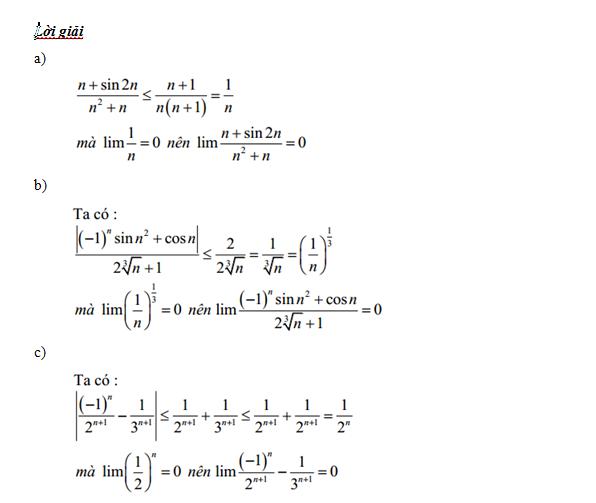 Lời giải
a)
$\frac{n+\sin 2n}{n^2+n} \leq \frac{n+1}{n(n+1)} = \frac{1}{n}$
mà $\lim \frac{1}{n} = 0$ nên $\lim \frac{n+\sin 2n}{n^2+n} = 0$
b)
Ta có :
$\frac{\left|(-1)^n \sin n^2 + \cos n\right|}{2\sqrt[3]{n}+1} \leq \frac{2}{2\sqrt[3]{n}} = \frac{1}{\sqrt[3]{n}} = \left(\frac{1}{n}\right)^{\frac{1}{3}}$
mà $\lim \left(\frac{1}{n}\right)^{\frac{1}{3}} = 0$ nên $\lim \frac{(-1)^n \sin n^2 + \cos n}{2\sqrt[3]{n}+1} = 0$
c)
Ta có :
$\left|\frac{(-1)^n}{2^{n+1}} - \frac{1}{3^{n+1}}\right| \leq \frac{1}{2^{n+1}} + \frac{1}{3^{n+1}} \leq \frac{1}{2^{n+1}} + \frac{1}{2^{n+1}} = \frac{1}{2^n}$
mà $\lim \left(\frac{1}{2}\right)^n = 0$ nên $\lim \frac{(-1)^n}{2^{n+1}} - \frac{1}{3^{n+1}} = 0$